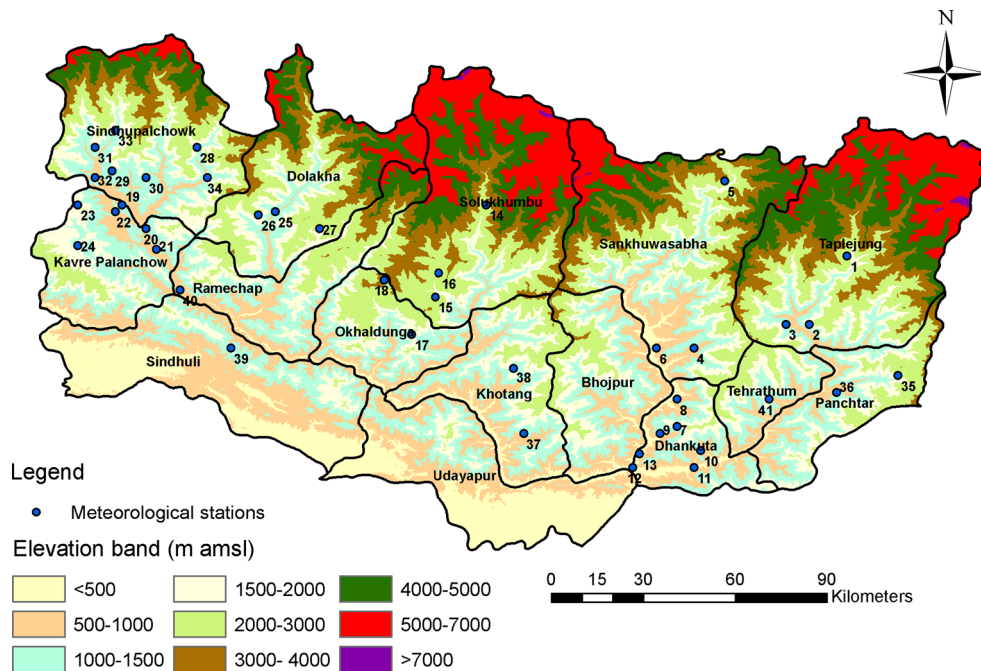 N
Sindhupalchowk
33
31
28
32
29
30
34
19
23
22
20
21
24
Kavre Palanchow
Dolakha
26
25
27
Solukhumbu
14
5
Sankhuwasabha
Taplejung
1
40
Ramechap
18
16
15
Okhaldunga
17
3
2
Sindhuli
39
6
4
38
Khotang
Bhojpur
8
Tehrathum
41
36
35
Panchtar
37
9
7
Dhankuta
10
13
12
11
Udayapur
Legend
Meteorological stations
Elevation band (m amsl)
<500
1500-2000
4000-5000
500-1000
2000-3000
5000-7000
1000-1500
3000- 4000
>7000
0 15 30 60 90
Kilometers